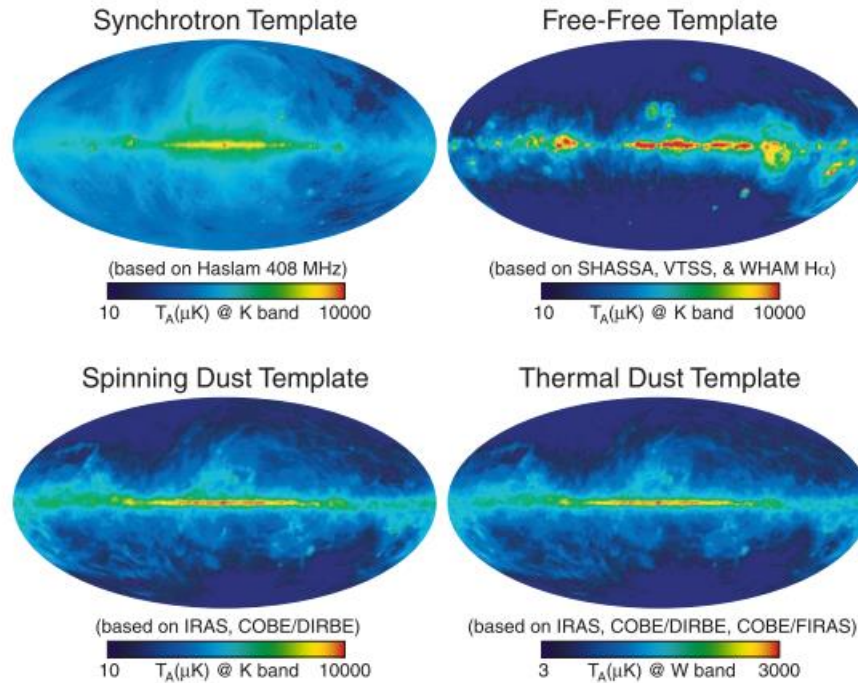 Synchrotron Template
Free-Free Template
(based on Haslam 408 MHz)
(based on SHASSA, VTSS, & WHAM Hα)
10 T_A(μK) @ K band 10000
10 T_A(μK) @ K band 10000
Spinning Dust Template
Thermal Dust Template
(based on IRAS, COBE/DIRBE)
(based on IRAS, COBE/DIRBE, COBE/FIRAS)
10 T_A(μK) @ K band 10000
3 T_A(μK) @ W band 3000